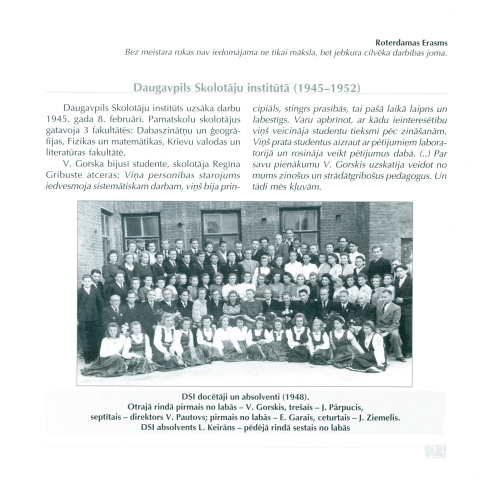 Roterdamas Erasms
Bez meistara rokas nav iedomājama ne tikai māksla, bet jebkura cilvēka darbības joma.
Daugavpils Skolotāju institūtā (1945–1952)
Daugavpils Skolotāju institūts uzsāka darbu
1945. gada 8. februārī. Pamatskolu skolotājus
gatavoja 3 fakultātēs: Dabaszinātņu un ģeogrā-
fijas, Fizikas un matemātikas, Krievu valodas un
literatūras fakultātē.
V. Gorska bijusī studente, skolotāja Regina
Gribuste atceras: Viņa personības starojums
iedvesmoja sistemātiskam darbam, viņš bija prin-
cipiāls, stingrs prasībās, tai pašā laikā laipns un
labestīgs. Varu apbrīnot, ar kādu ieinteresētību
viņš veicināja studentu tieksmi pēc zināšanām.
Viņš prata studentus aizraut ar pētījumiem labora-
torijā un rosināja veikt pētījumus dabā. (..) Par
savu pienākumu V. Gorskis uzskatīja veidot no
mums zinošus un strādātgribošus pedagogus. Un
tādi mēs kļuvām.
DSI docētāji un absolventi (1948).
Otrajā rindā pirmais no labās – V. Gorskis, trešais – J. Pārpucis,
septītais – direktors V. Pautovs; pirmais no labās – E. Garais, ceturtais – J. Ziemelis.
DSI absolvents L. Keirāns – pēdējā rindā sestais no labās
23